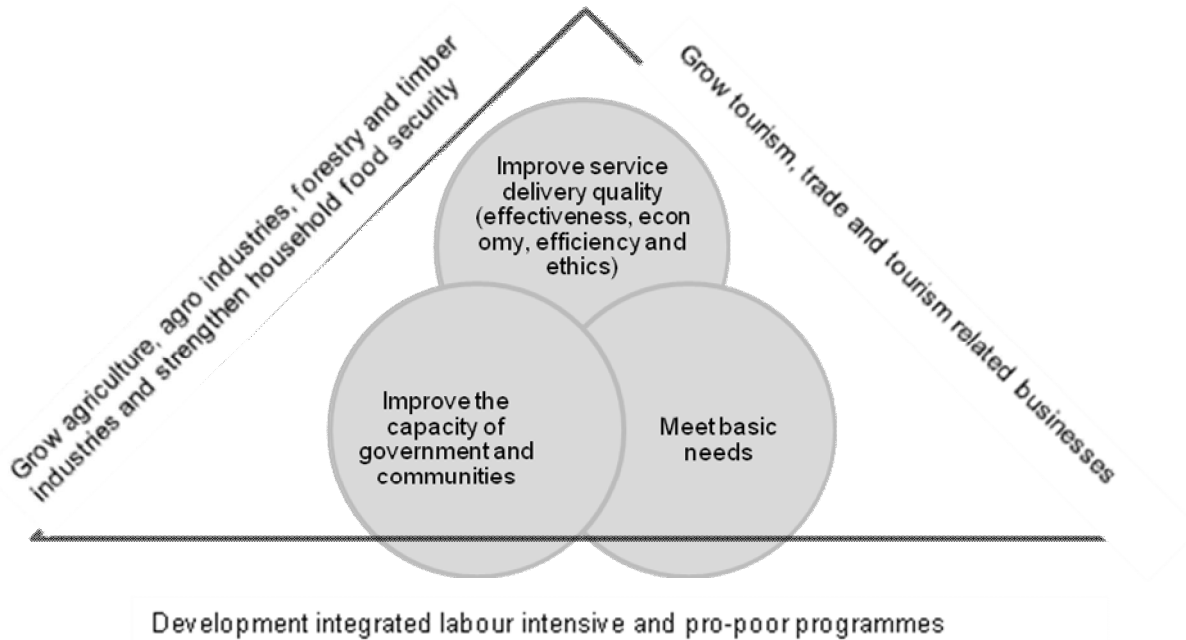 Grow agriculture, agro industries, forestry and timber
industries and strengthen household food security
Grow tourism, trade and tourism related businesses
Improve service
delivery quality
(effectiveness, econ
omy, efficiency and
ethics)
Improve the
capacity of
government and
communities
Meet basic
needs
Development integrated labour intensive and pro-poor programmes